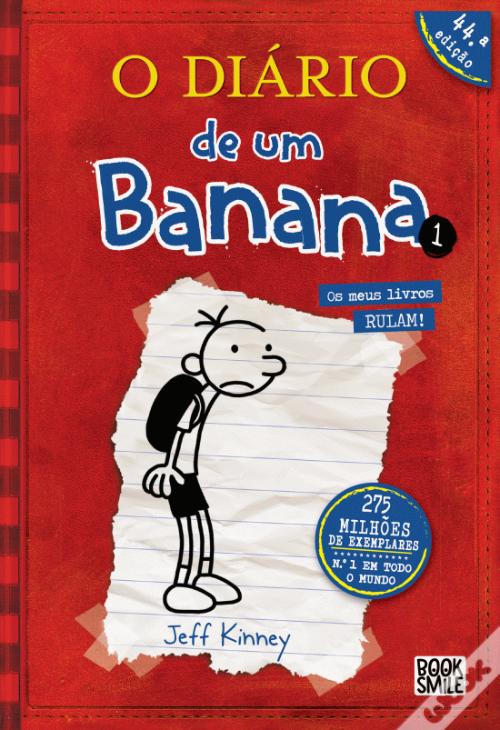 44.ª
edição
O DIÁRIO
de um
Banana
1
Os meus livros
RULAM!
275
MILHÕES
DE EXEMPLARES
N.º 1 EM TODO
O MUNDO
Jeff Kinney
BOOK
SMILE
wook